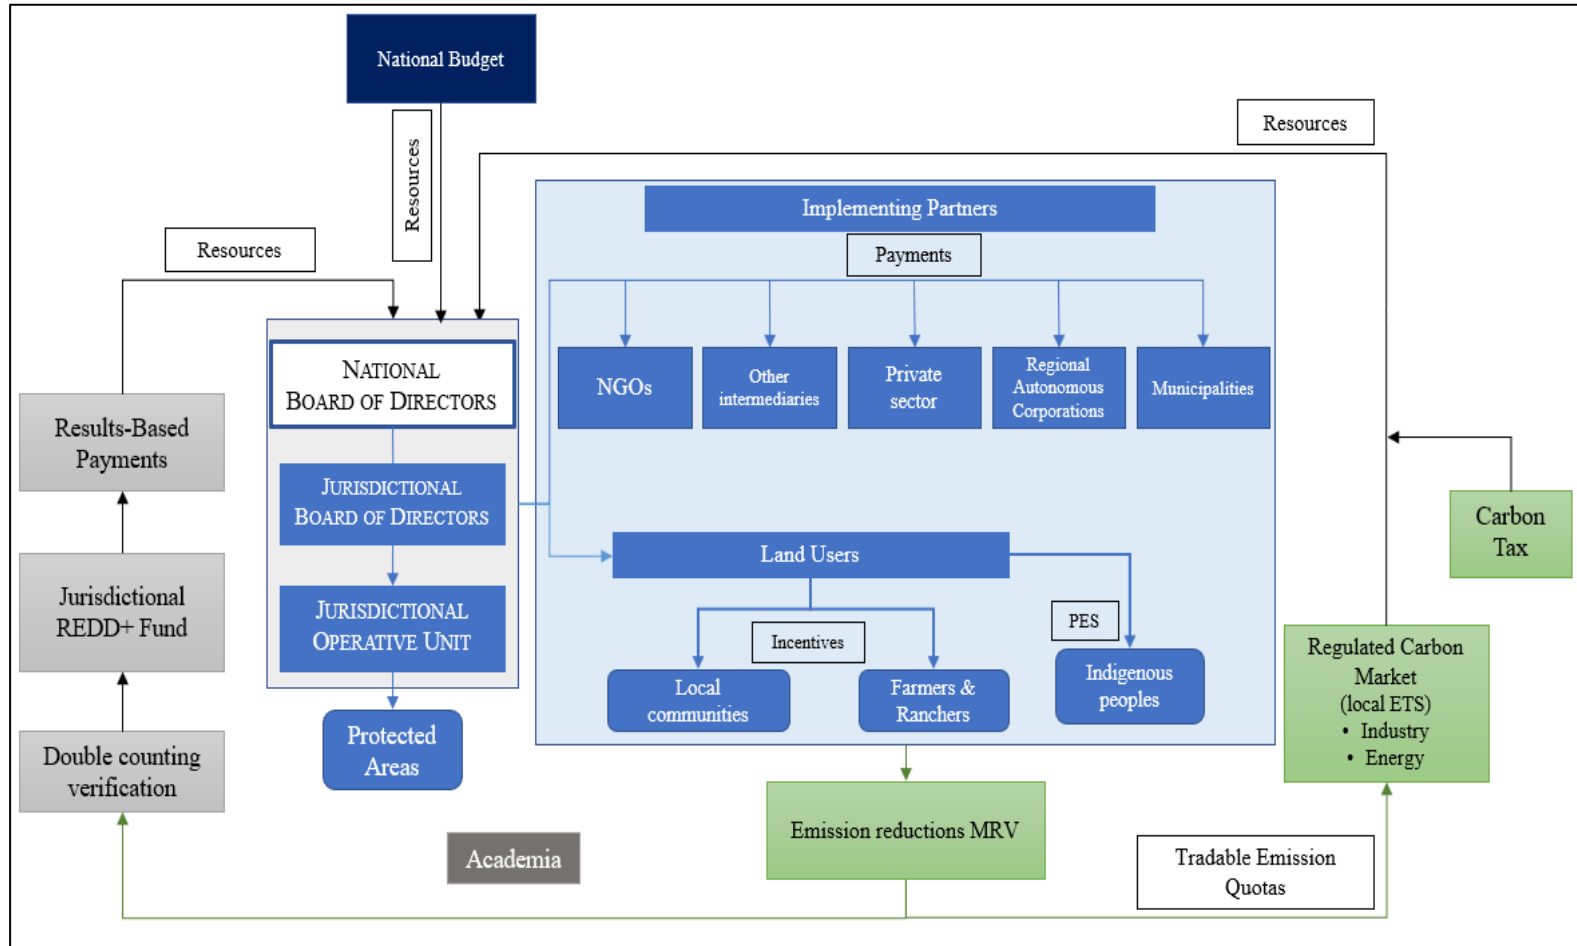 National Budget
Resources
Resources
Resources
Implementing Partners
Payments
NATIONAL
BOARD OF DIRECTORS
NGOs
Other
intermediaries
Private
sector
Regional
Autonomous
Corporations
Municipalities
Results-Based
Payments
JURISDICTIONAL
BOARD OF DIRECTORS
Carbon
Tax
Land Users
Jurisdictional
REDD+ Fund
JURISDICTIONAL
OPERATIVE UNIT
Incentives
PES
Local
communities
Farmers &
Ranchers
Indigenous
peoples
Regulated Carbon
Market
(local ETS)
• Industry
• Energy
Protected
Areas
Double counting
verification
Emission reductions MRV
Academia
Tradable Emission
Quotas